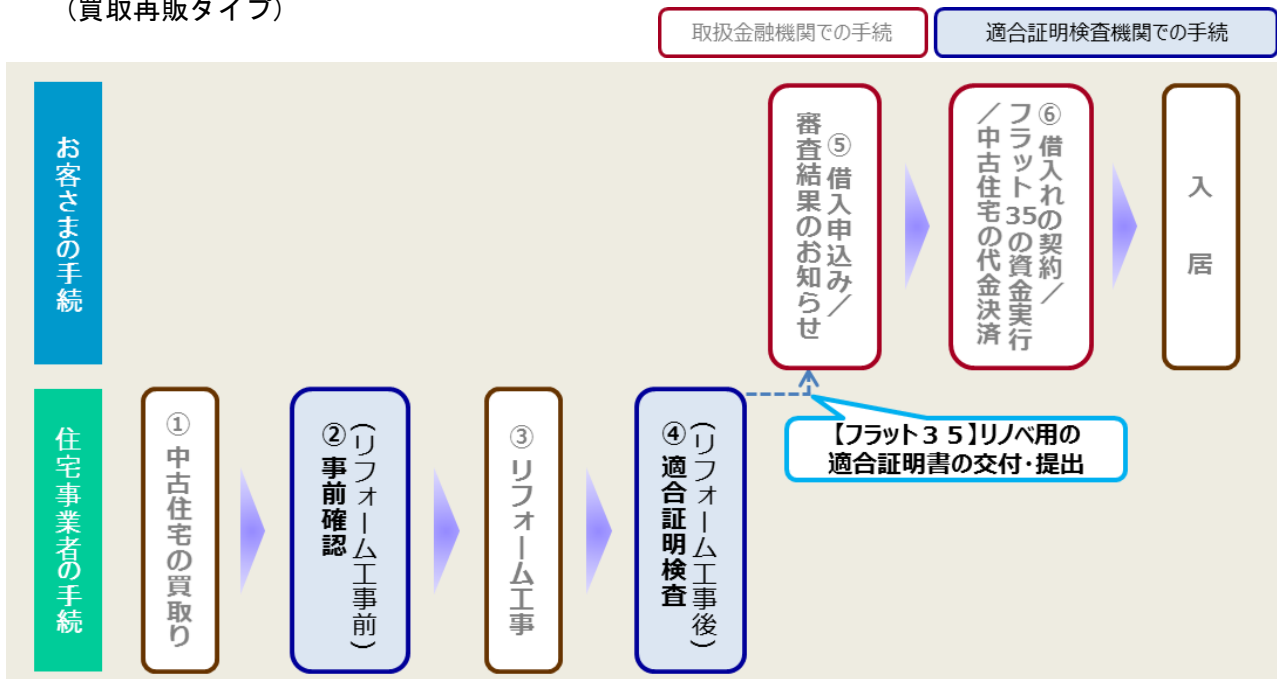 （買取再販タイプ）
取扱金融機関での手続
適合証明検査機関での手続
お客さまの手続
⑤借入申込み／
審査結果のお知らせ
⑥借入れの契約／
フラット35の資金実行
／中古住宅の代金決済
入居
住宅事業者の手続
①中古住宅の買取り
②事前確認
（リフォーム工事前）
③リフォーム工事
④適合証明検査
（リフォーム工事後）
【フラット３５】リノベ用の
適合証明書の交付・提出